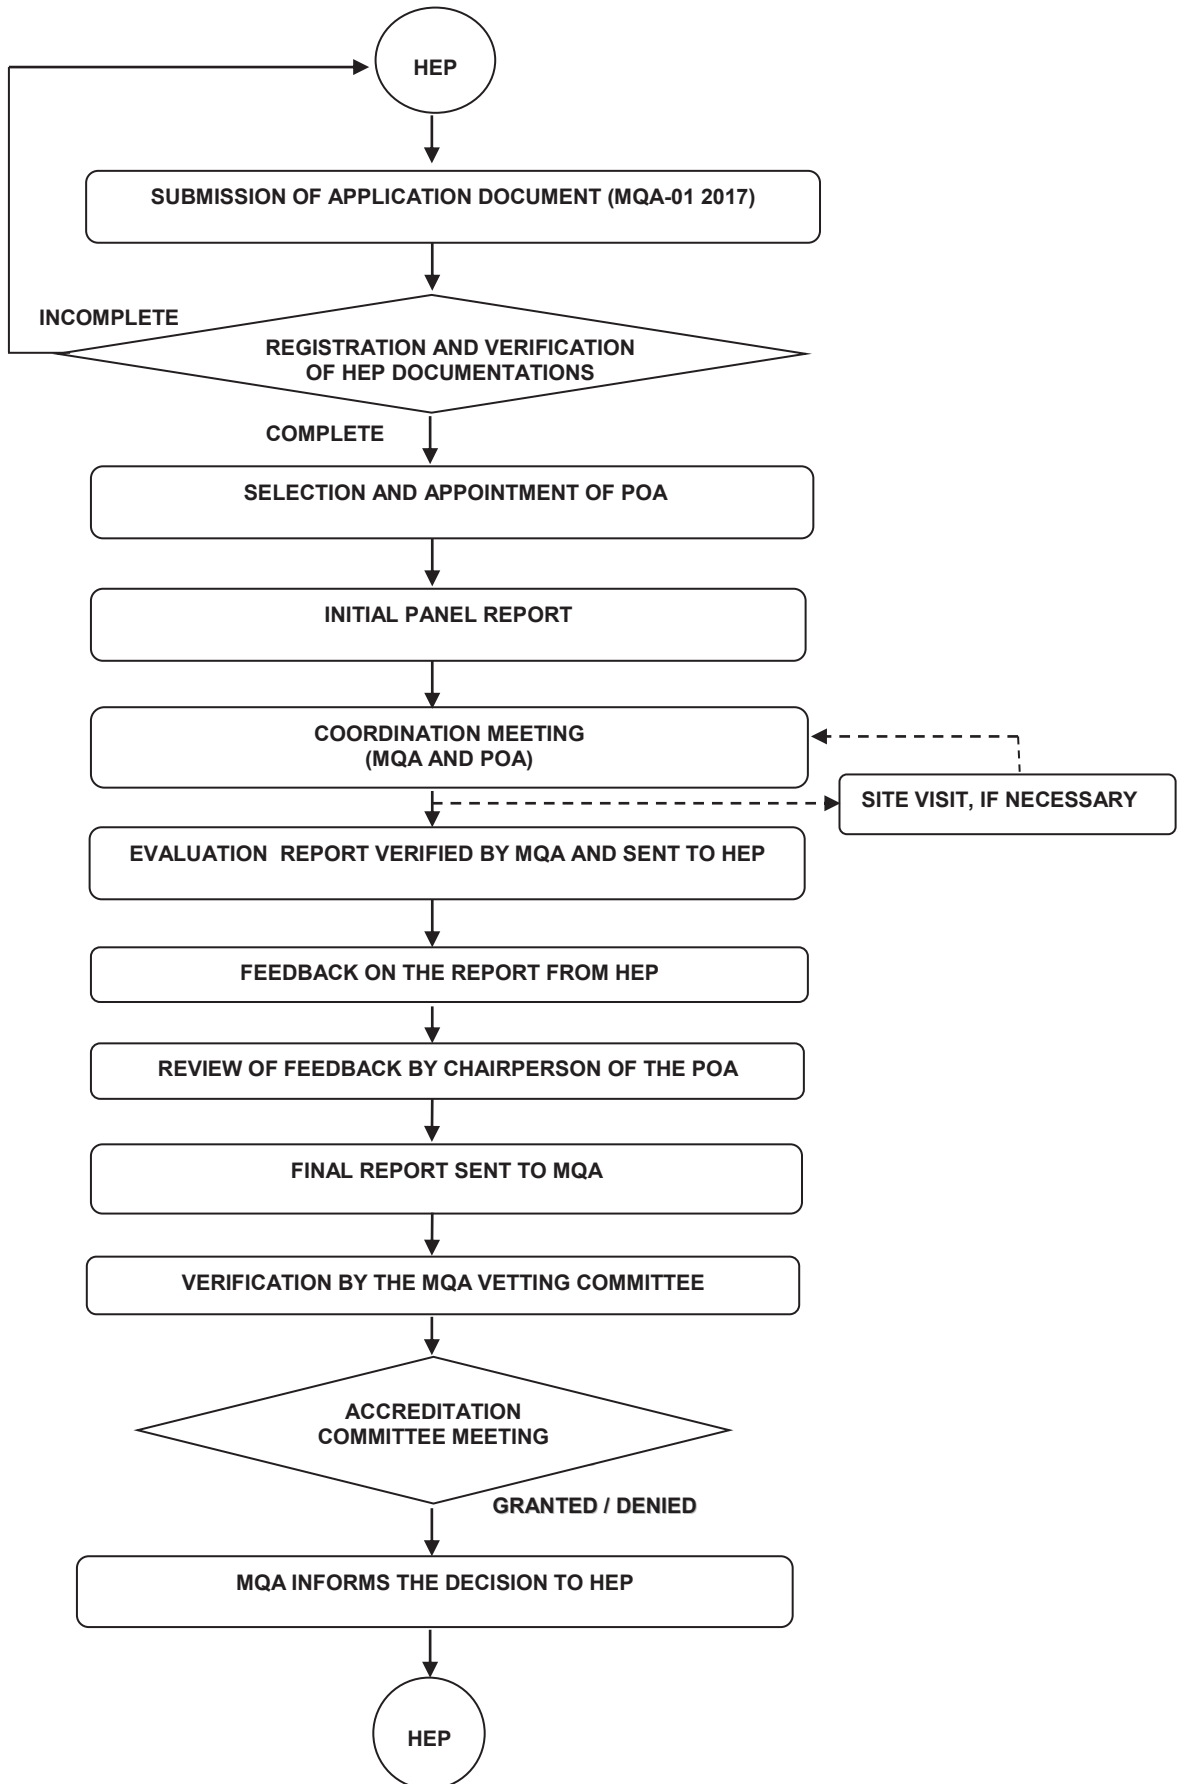 HEP
SUBMISSION OF APPLICATION DOCUMENT (MQA-01 2017)
INCOMPLETE
REGISTRATION AND VERIFICATION
OF HEP DOCUMENTATIONS
COMPLETE
SELECTION AND APPOINTMENT OF POA
INITIAL PANEL REPORT
COORDINATION MEETING
(MQA AND POA)
SITE VISIT, IF NECESSARY
EVALUATION REPORT VERIFIED BY MQA AND SENT TO HEP
FEEDBACK ON THE REPORT FROM HEP
REVIEW OF FEEDBACK BY CHAIRPERSON OF THE POA
FINAL REPORT SENT TO MQA
VERIFICATION BY THE MQA VETTING COMMITTEE
ACCREDITATION
COMMITTEE MEETING
GRANTED / DENIED
MQA INFORMS THE DECISION TO HEP
HEP